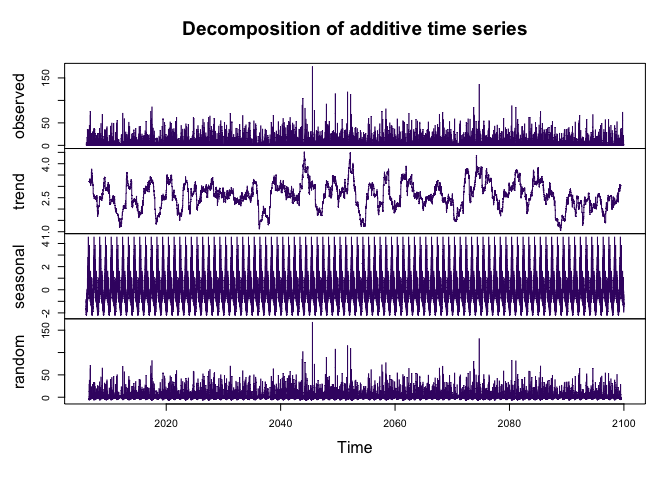 Decomposition of additive time series
observed
0 50 150
trend
1.0 2.5 4.0
seasonal
-2 0 2 4
random
0 50 150
2020 2040 2060 2080 2100
Time